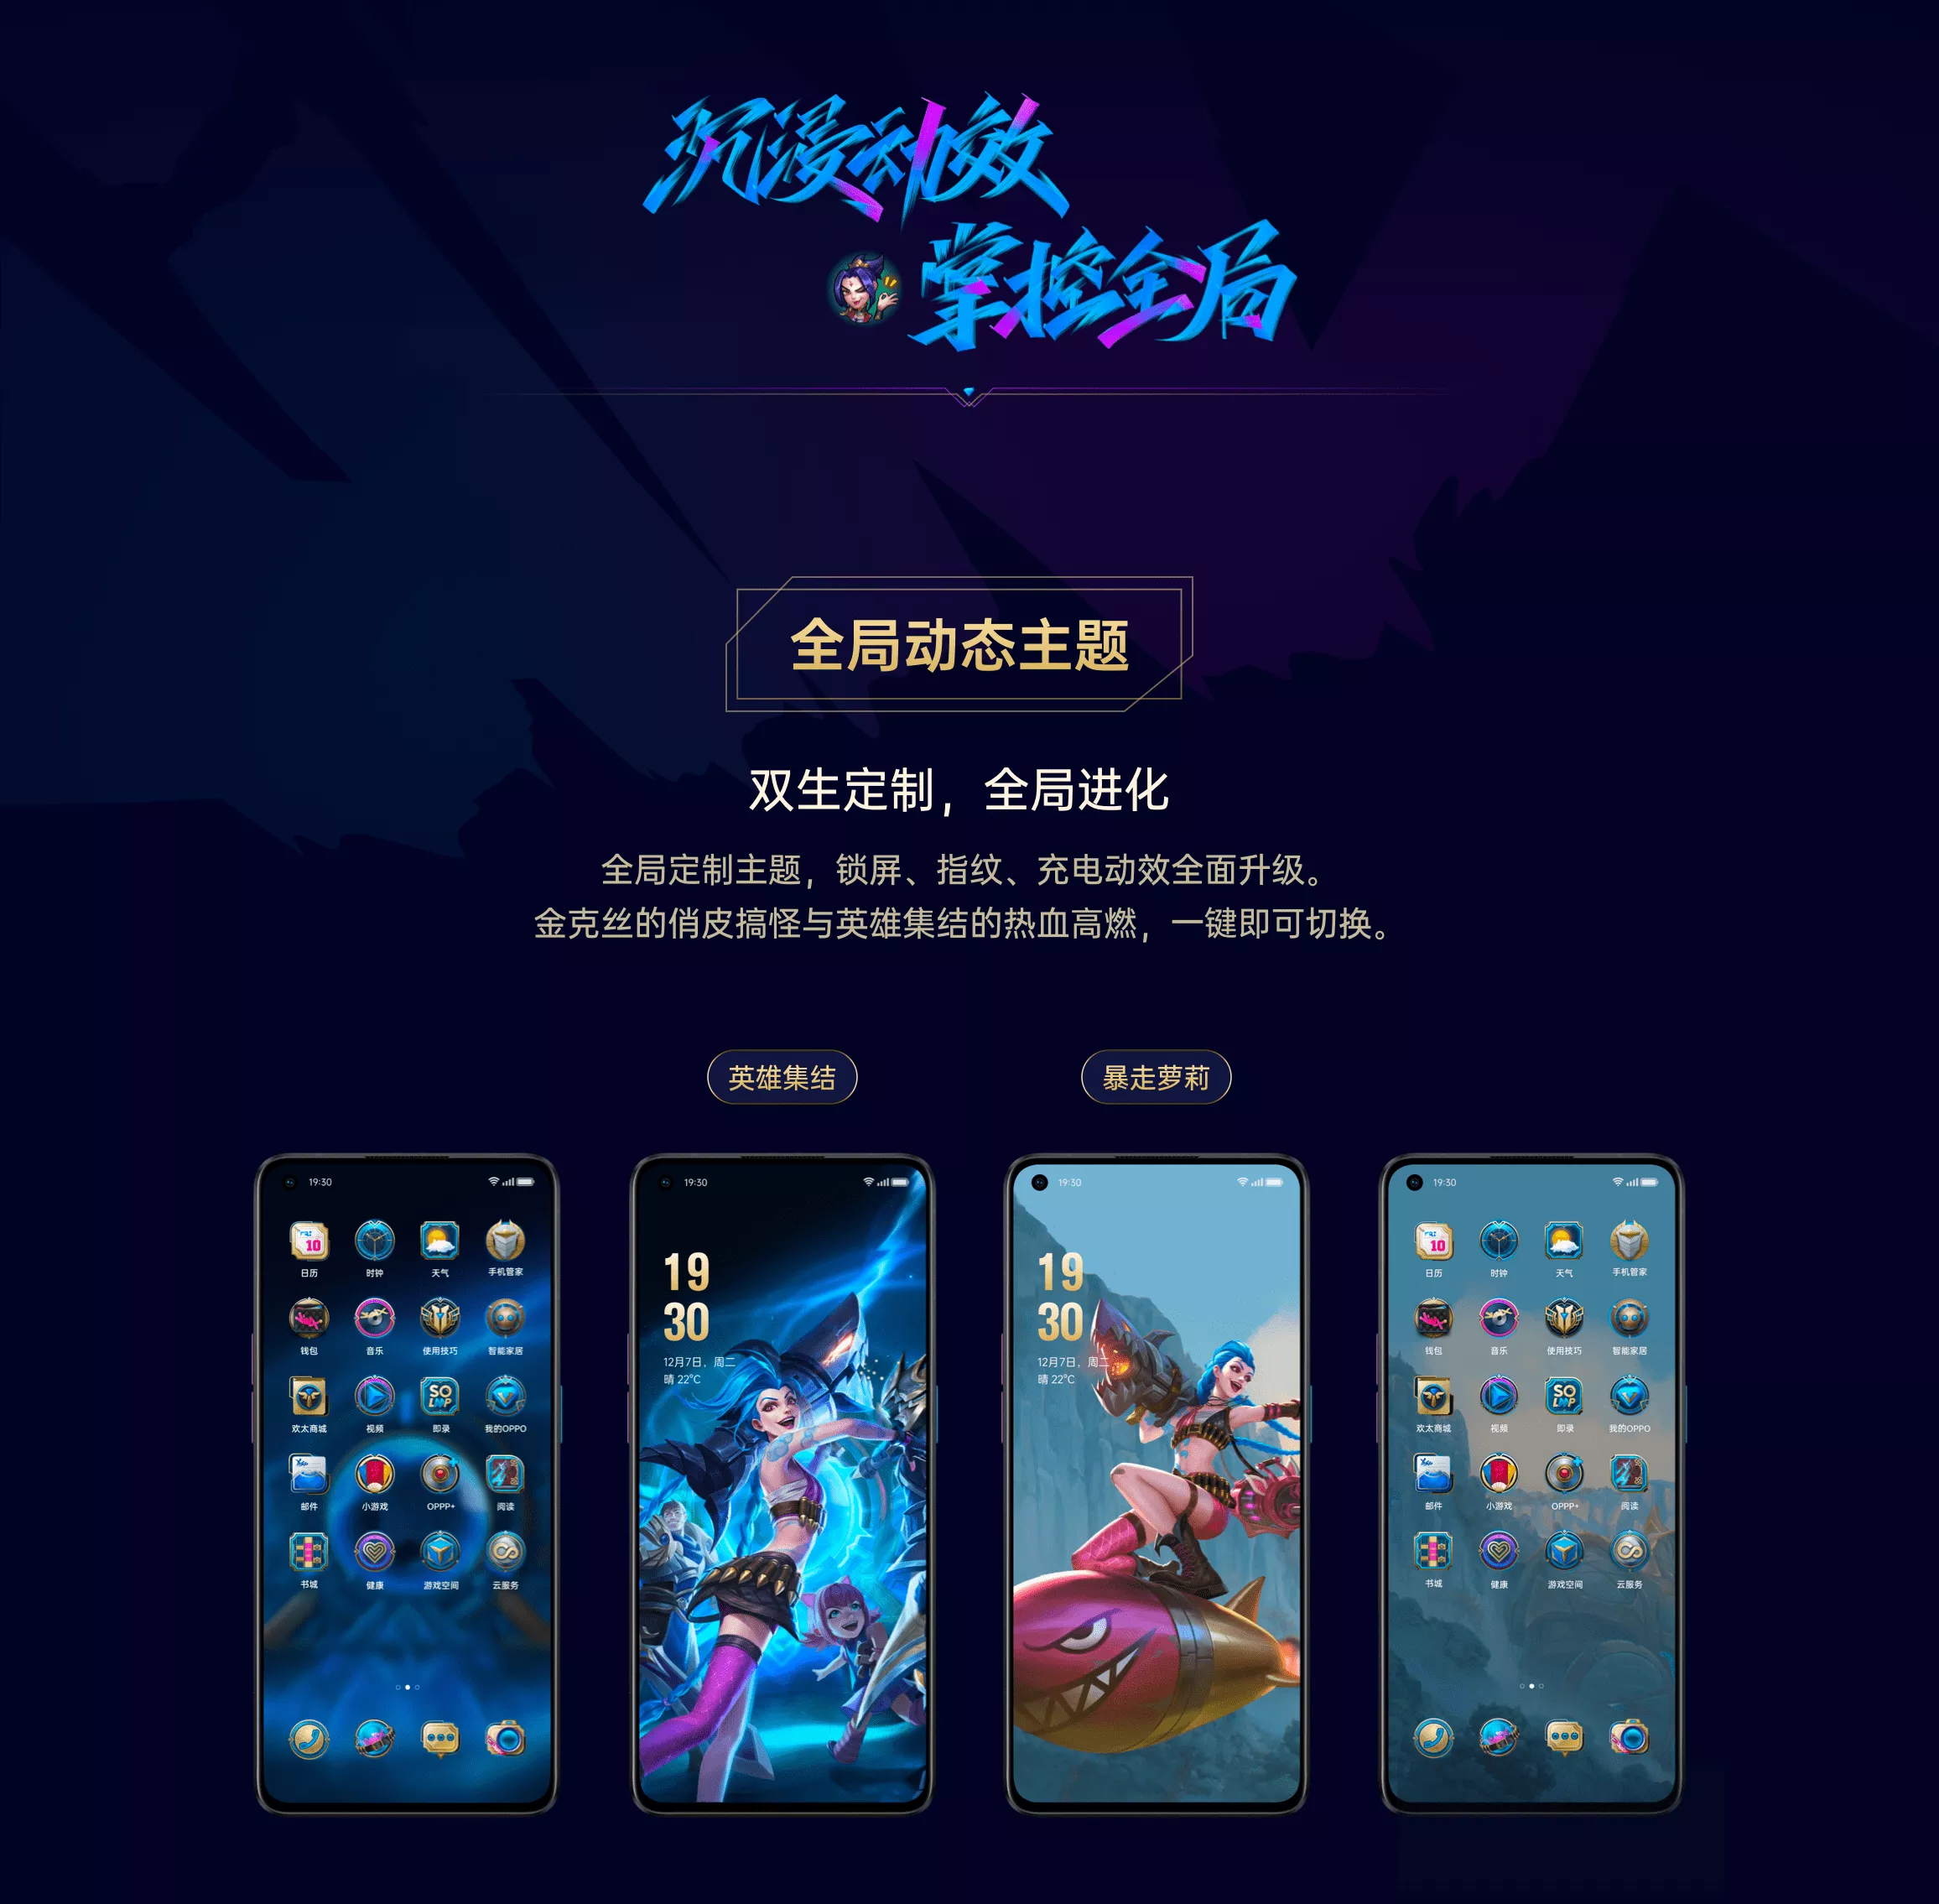 沉浸动效
掌控全局
全局动态主题
双生定制，全局进化
全局定制主题，锁屏、指纹、充电动效全面升级。
金克丝的俏皮搞怪与英雄集结的热血高燃，一键即可切换。
英雄集结
暴走萝莉
19:30
10
日历 时钟 天气 手机管家
钱包 音乐 使用技巧 智能家居
SO
LMP
欢太商城 视频 即录 我的OPPO
邮件 小游戏 OPPP+ 阅读
书城 健康 游戏空间 云服务
19:30
19
30
12月7日，周二
晴 22°C
19:30
19
30
12月7日，周二
晴 22°C
19:30
10
日历 时钟 天气 手机管家
钱包 音乐 使用技巧 智能家居
SO
LMP
欢太商城 视频 即录 我的OPPO
邮件 小游戏 OPPP+ 阅读
书城 健康 游戏空间 云服务